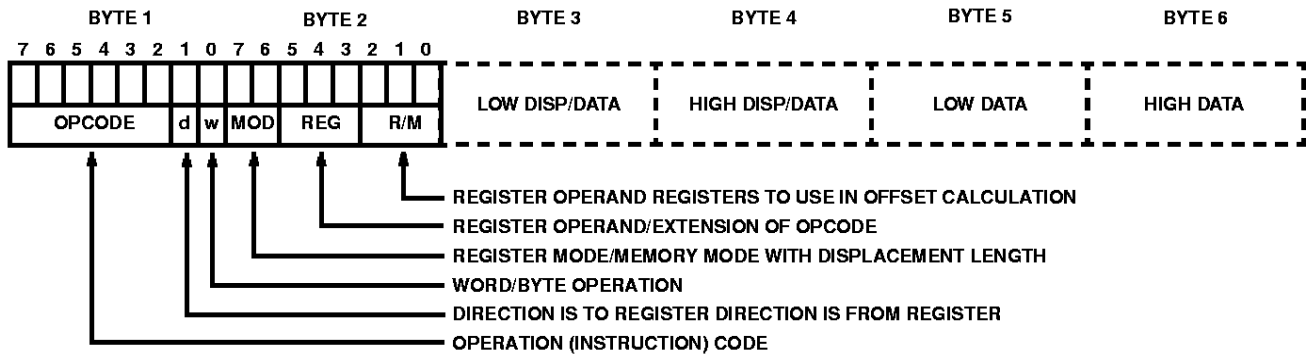 BYTE 1 BYTE 2 BYTE 3 BYTE 4 BYTE 5 BYTE 6
7 6 5 4 3 2 1 0 7 6 5 4 3 2 1 0
LOW DISP/DATA HIGH DISP/DATA LOW DATA HIGH DATA
OPCODE d w MOD REG R/M
REGISTER OPERAND REGISTERS TO USE IN OFFSET CALCULATION
REGISTER OPERAND/EXTENSION OF OPCODE
REGISTER MODE/MEMORY MODE WITH DISPLACEMENT LENGTH
WORD/BYTE OPERATION
DIRECTION IS TO REGISTER DIRECTION IS FROM REGISTER
OPERATION (INSTRUCTION) CODE